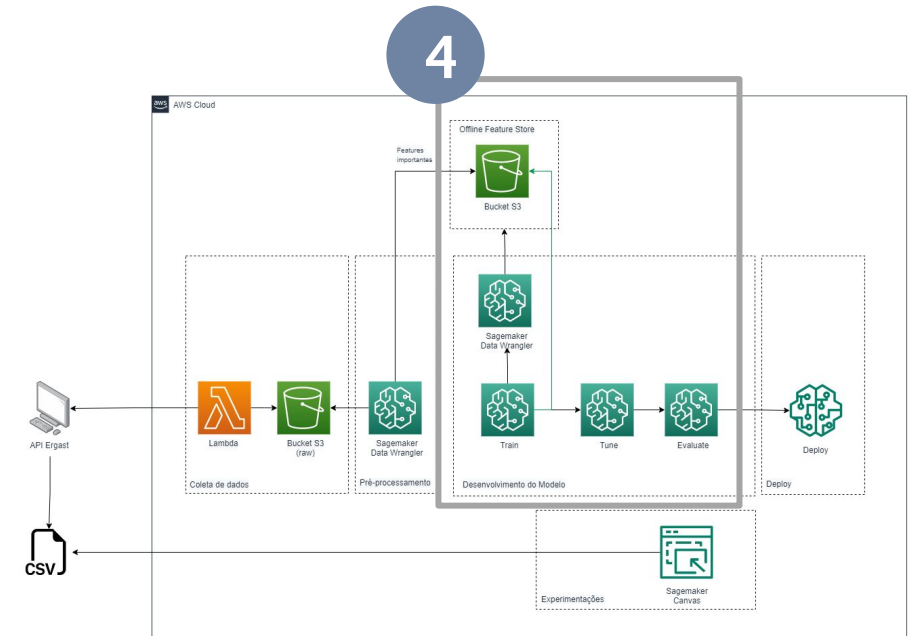 4
aws
AWS Cloud
Offline Feature Store
Features
importantes
Bucket S3
Sagemaker
Data Wrangler
Lambda
Bucket S3
(raw)
Sagemaker
Data Wrangler
Train
Tune
Evaluate
Deploy
API Ergast
Coleta de dados
Pré-processamento
Desenvolvimento do Modelo
Deploy
CSV
Sagemaker
Canvas
Experimentações